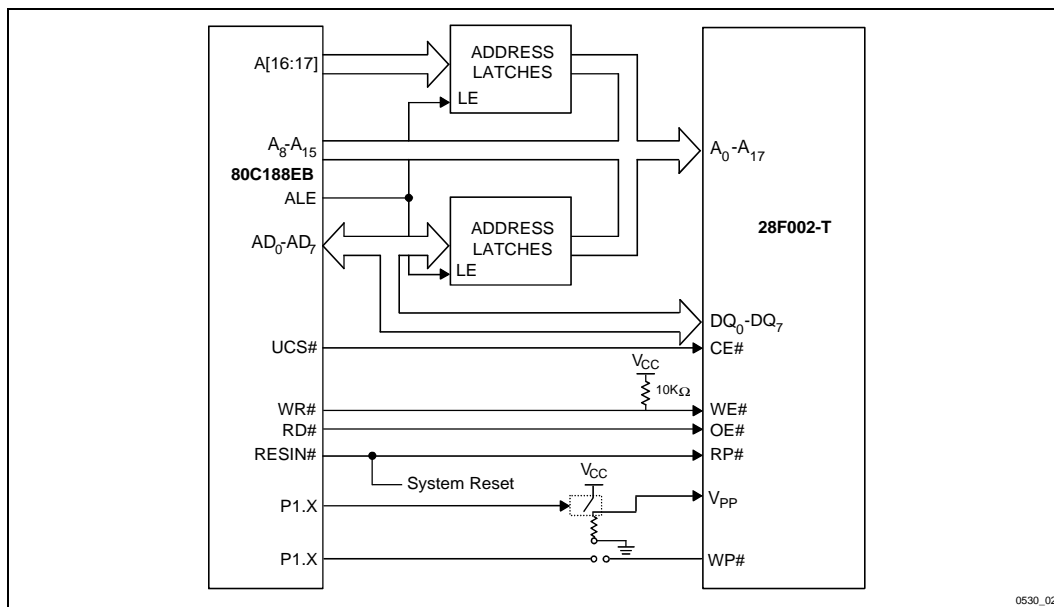 A[16:17]
ADDRESS
LATCHES
LE
A8-A15
A0-A17
80C188EB
ALE
28F002-T
AD0-AD7
ADDRESS
LATCHES
LE
DQ0-DQ7
UCS#
CE#
VCC
10KΩ
WR#
WE#
RD#
OE#
RESIN#
RP#
System Reset
VCC
P1.X
VPP
P1.X
WP#
0530_02